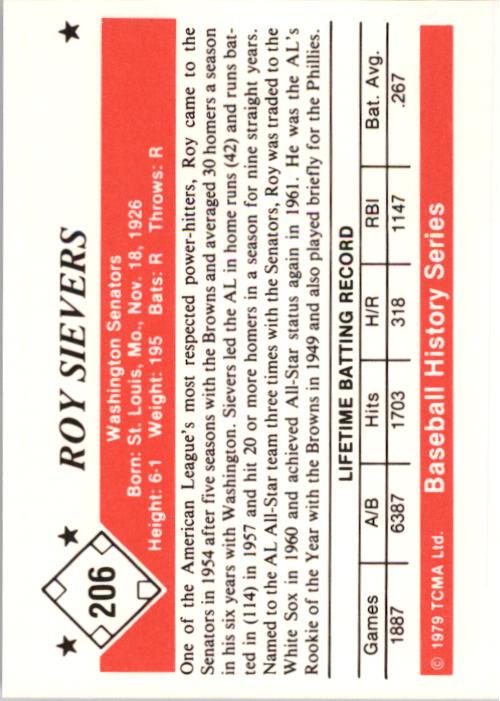 206
ROY SIEVERS
Washington Senators
Born: St. Louis, Mo., Nov. 18, 1926
Height: 6-1 Weight: 195 Bats: R Throws: R
One of the American League's most respected power-hitters, Roy came to the
Senators in 1954 after five seasons with the Browns and averaged 30 homers a season
in his six years with Washington. Sievers led the AL in home runs (42) and runs bat-
ted in (114) in 1957 and hit 20 or more homers in a season for nine straight years.
Named to the AL All-Star team three times with the Senators, Roy was traded to the
White Sox in 1960 and achieved All-Star status again in 1961. He was the AL's
Rookie of the Year with the Browns in 1949 and also played briefly for the Phillies.
LIFETIME BATTING RECORD
Games A/B Hits H/R RBI Bat. Avg.
1887 6387 1703 318 1147 .267
© 1979 TCMA Ltd. Baseball History Series